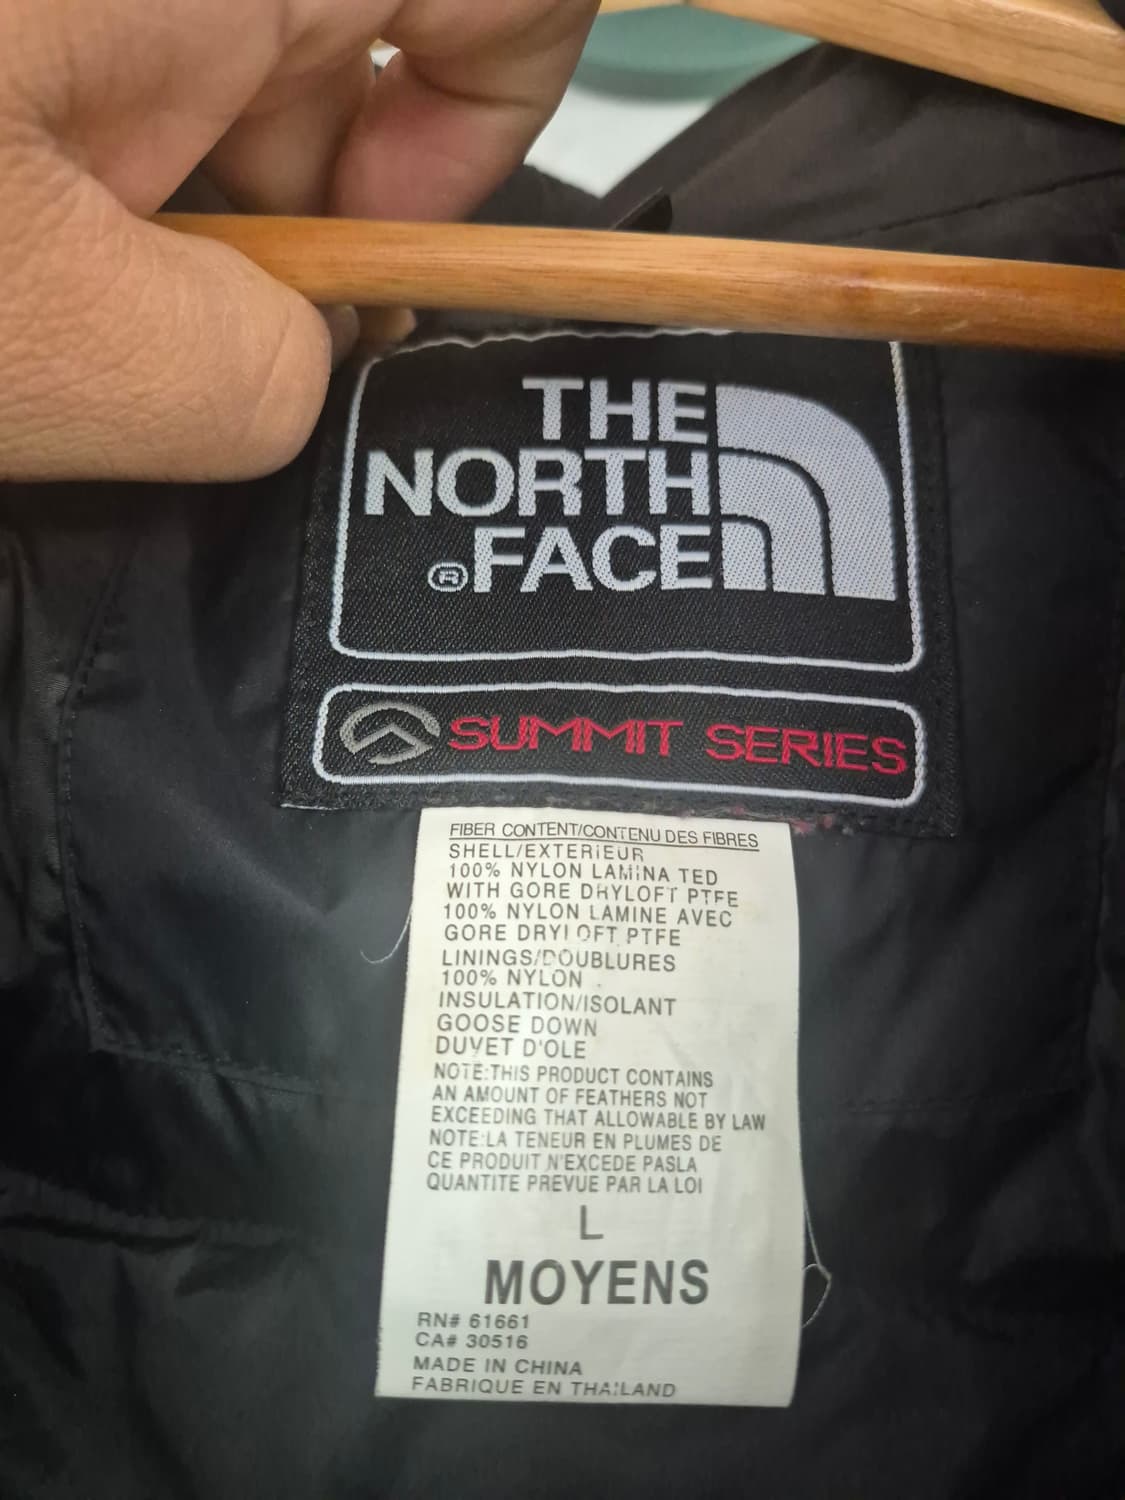 THE
NORTH
®FACE
SUMMIT SERIES
FIBER CONTENT/CONTENU DES FIBRES
SHELL/EXTERIEUR
100% NYLON LAMINA TED
WITH GORE DRYLOFT PTFE
100% NYLON LAMINE AVEC
GORE DRYLOFT PTFE
LININGS/DOUBLURES
100% NYLON
INSULATION/ISOLANT
GOOSE DOWN
DUVET D'OLE
NOTE:THIS PRODUCT CONTAINS
AN AMOUNT OF FEATHERS NOT
EXCEEDING THAT ALLOWABLE BY LAW
NOTE:LA TENEUR EN PLUMES DE
CE PRODUIT N'EXCEDE PASLA
QUANTITE PREVUE PAR LA LOI
L
MOYENS
RN# 61661
CA# 30516
MADE IN CHINA
FABRIQUE EN THAILAND